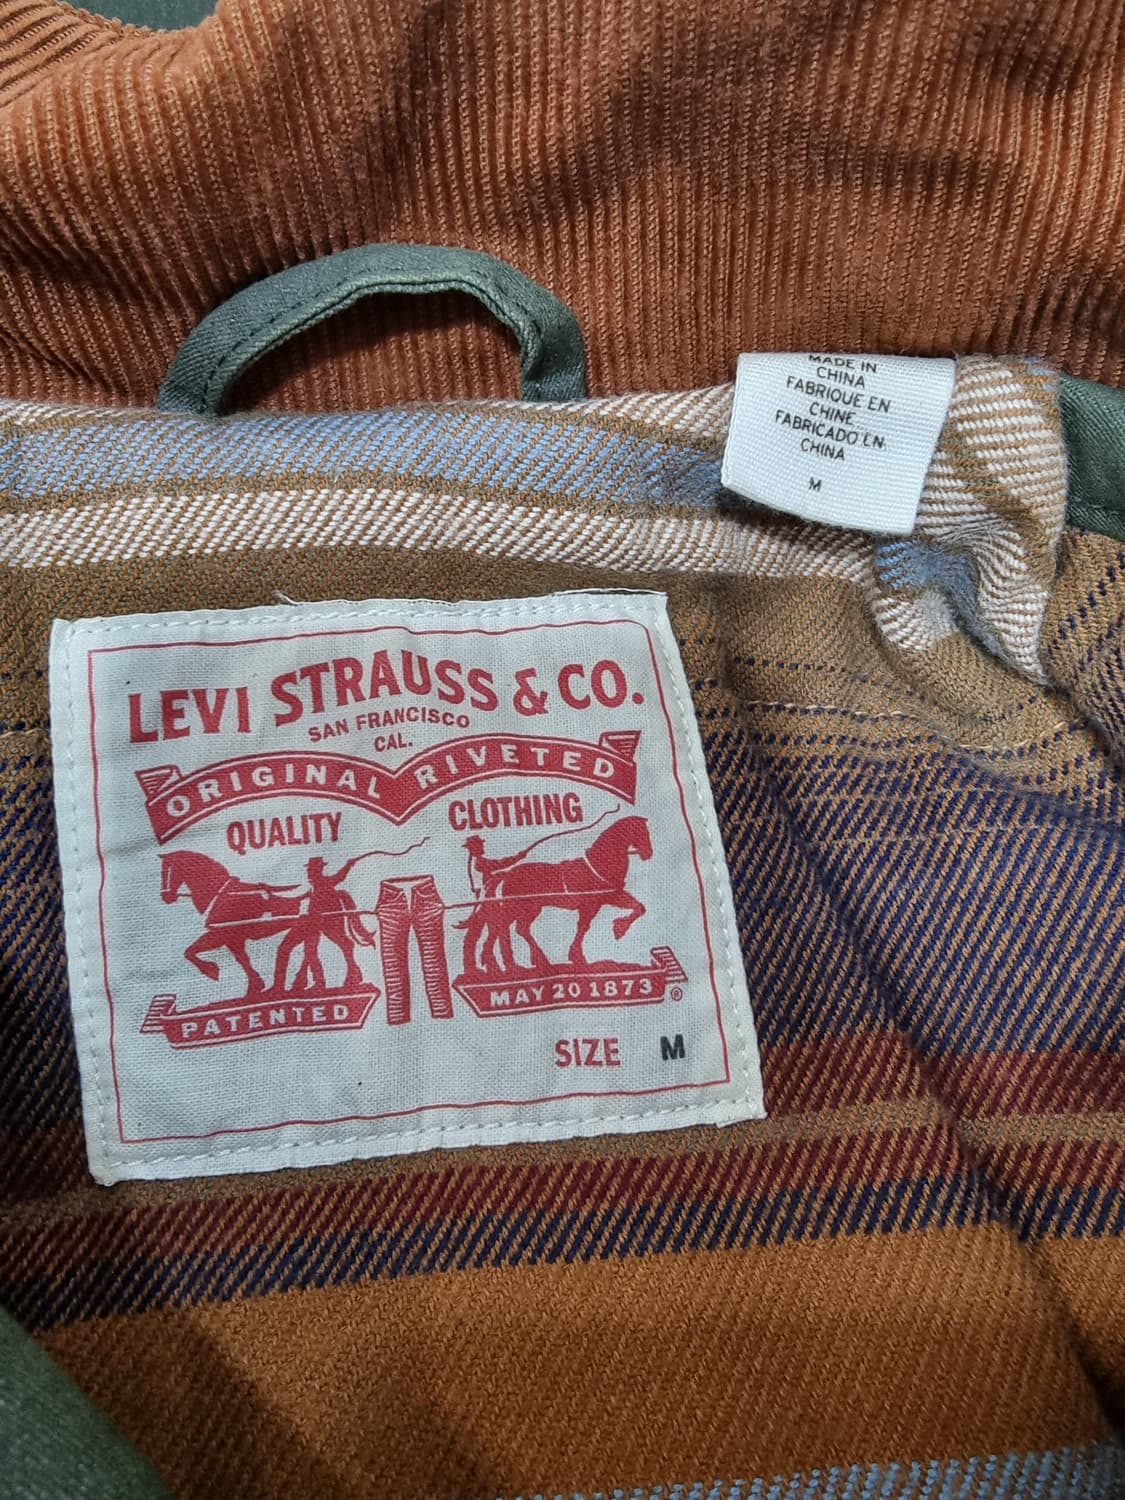 MADE IN
CHINA
FABRIQUE EN
CHINE
FABRICADO EN
CHINA
M
LEVI STRAUSS & CO.
SAN FRANCISCO
CAL.
ORIGINAL RIVETED
QUALITY CLOTHING
PATENTED MAY 20 1873 ®
SIZE M